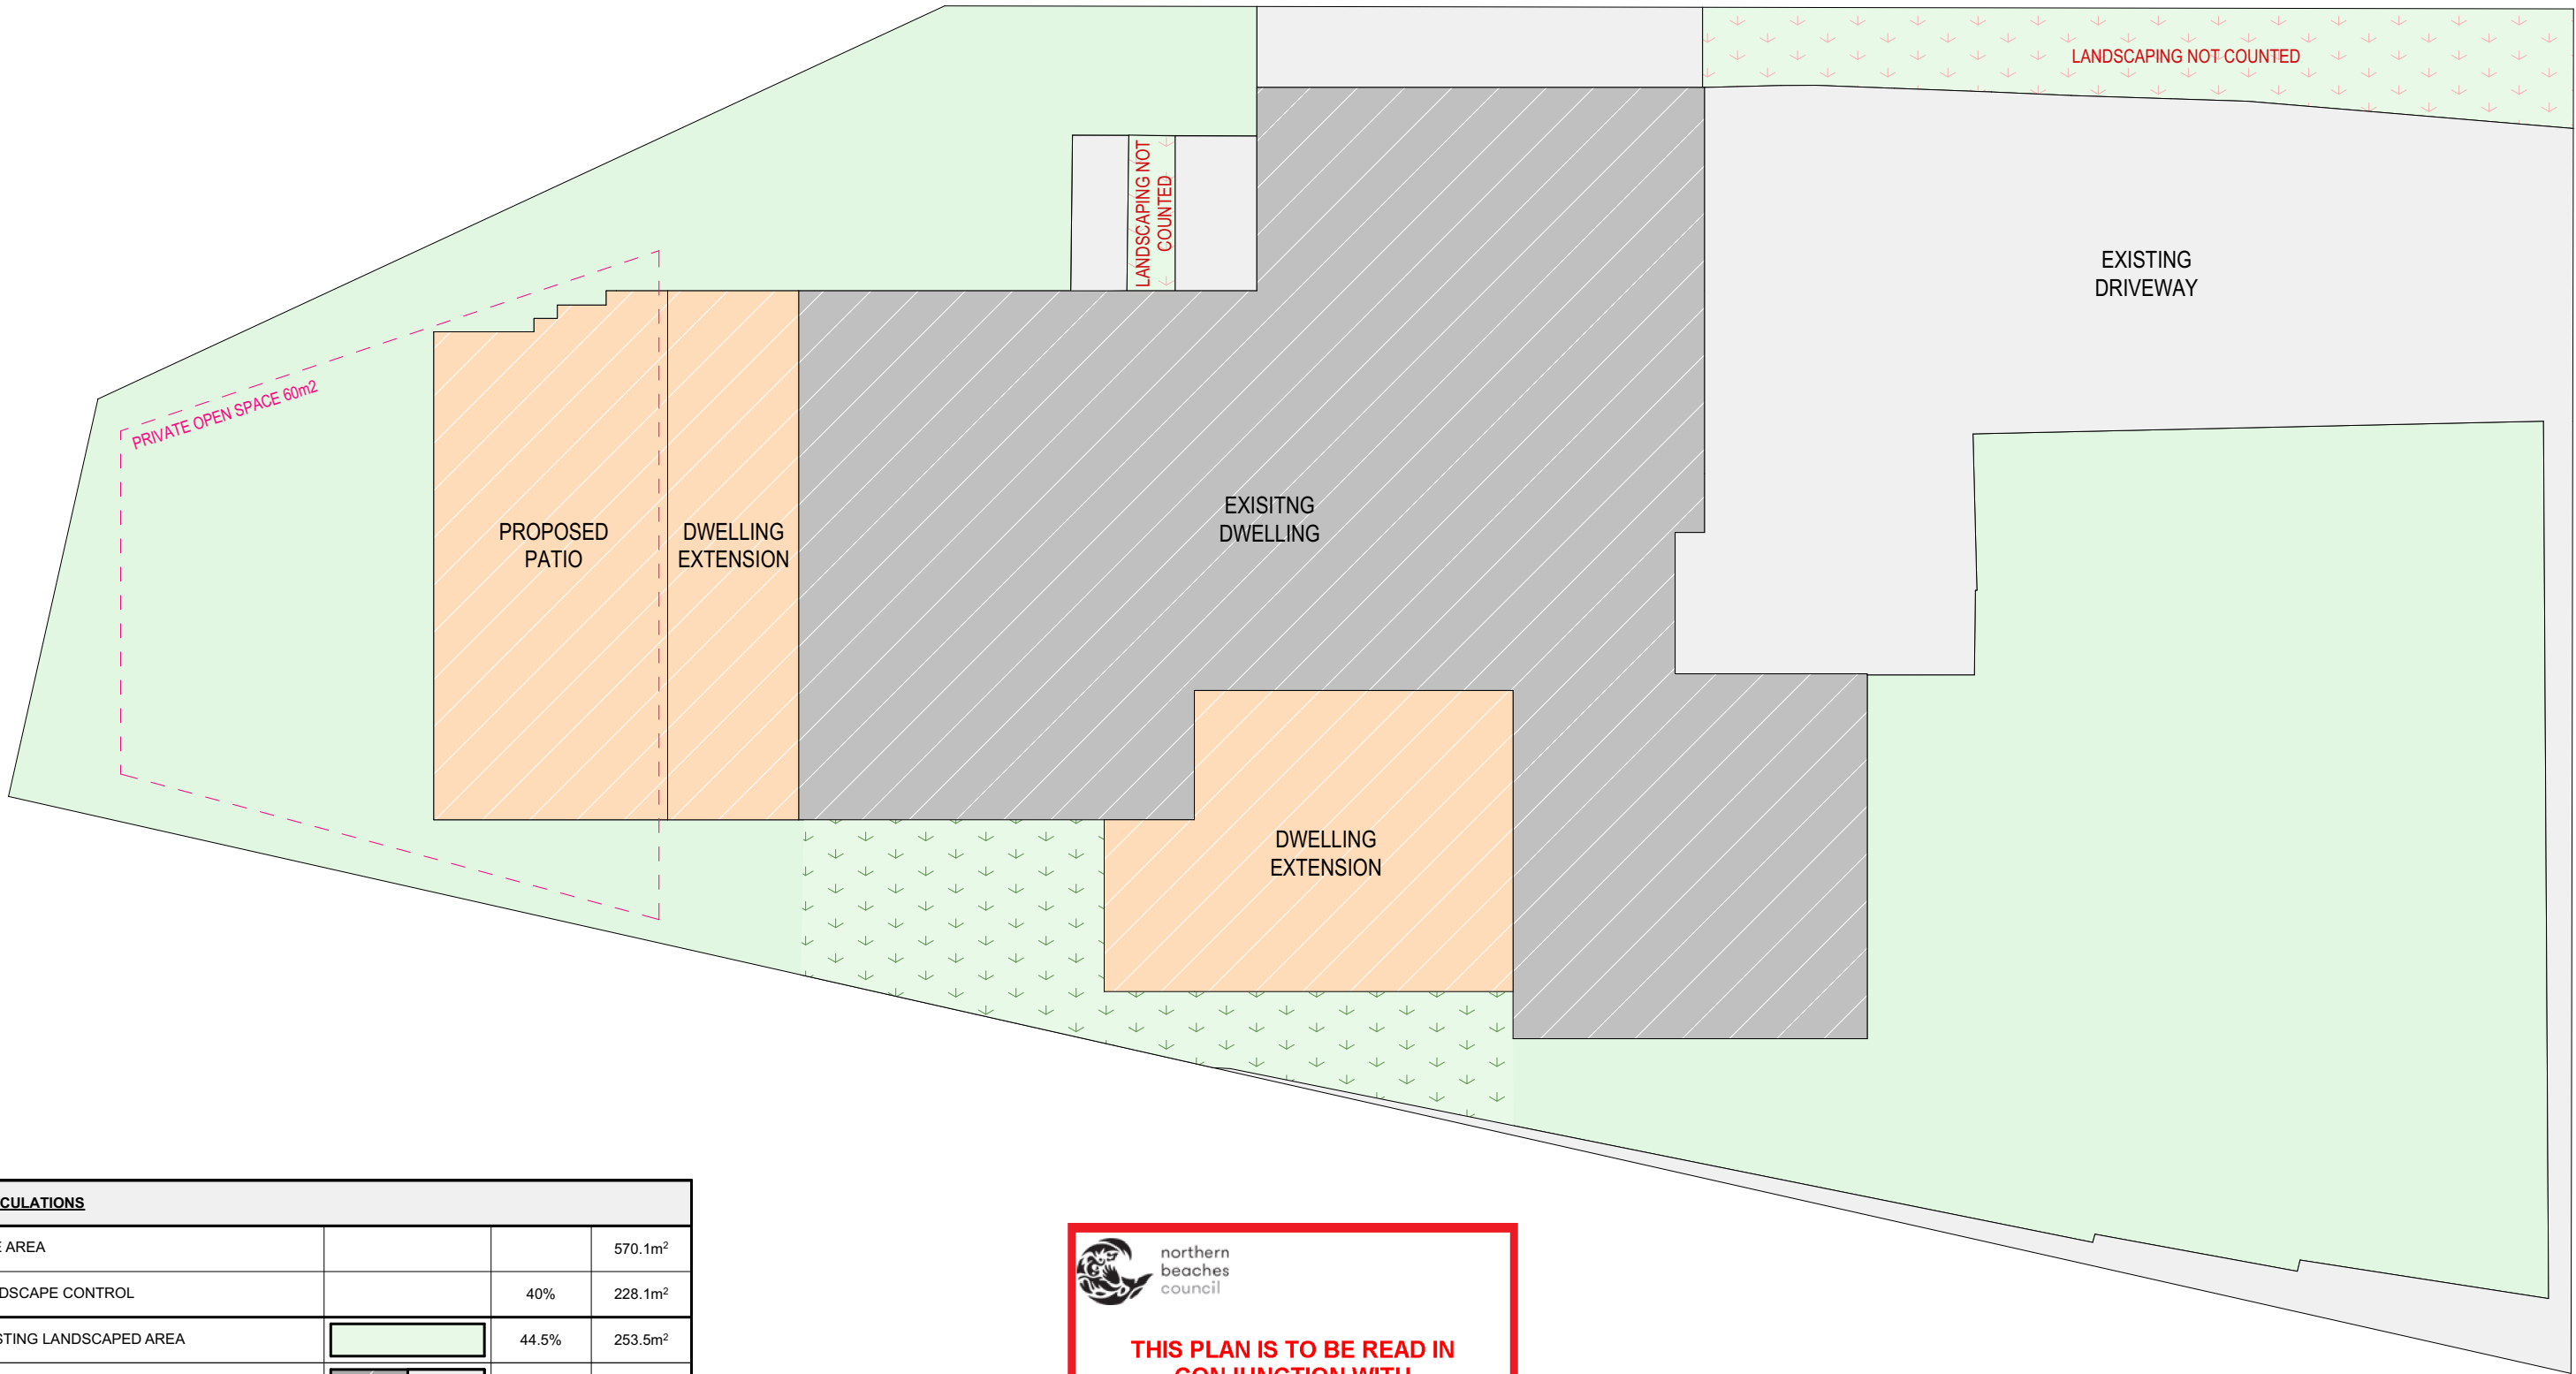 LANDSCAPING NOT COUNTED
LANDSCAPING NOT
COUNTED
EXISTING
DRIVEWAY
PRIVATE OPEN SPACE 60m2
PROPOSED
PATIO
DWELLING
EXTENSION
EXISITNG
DWELLING
DWELLING
EXTENSION
CULATIONS
E AREA 570.1m²
DSCAPE CONTROL 40% 228.1m²
STING LANDSCAPED AREA 44.5% 253.5m²
northern
beaches
council
THIS PLAN IS TO BE READ IN
CONJUNCTION WITH